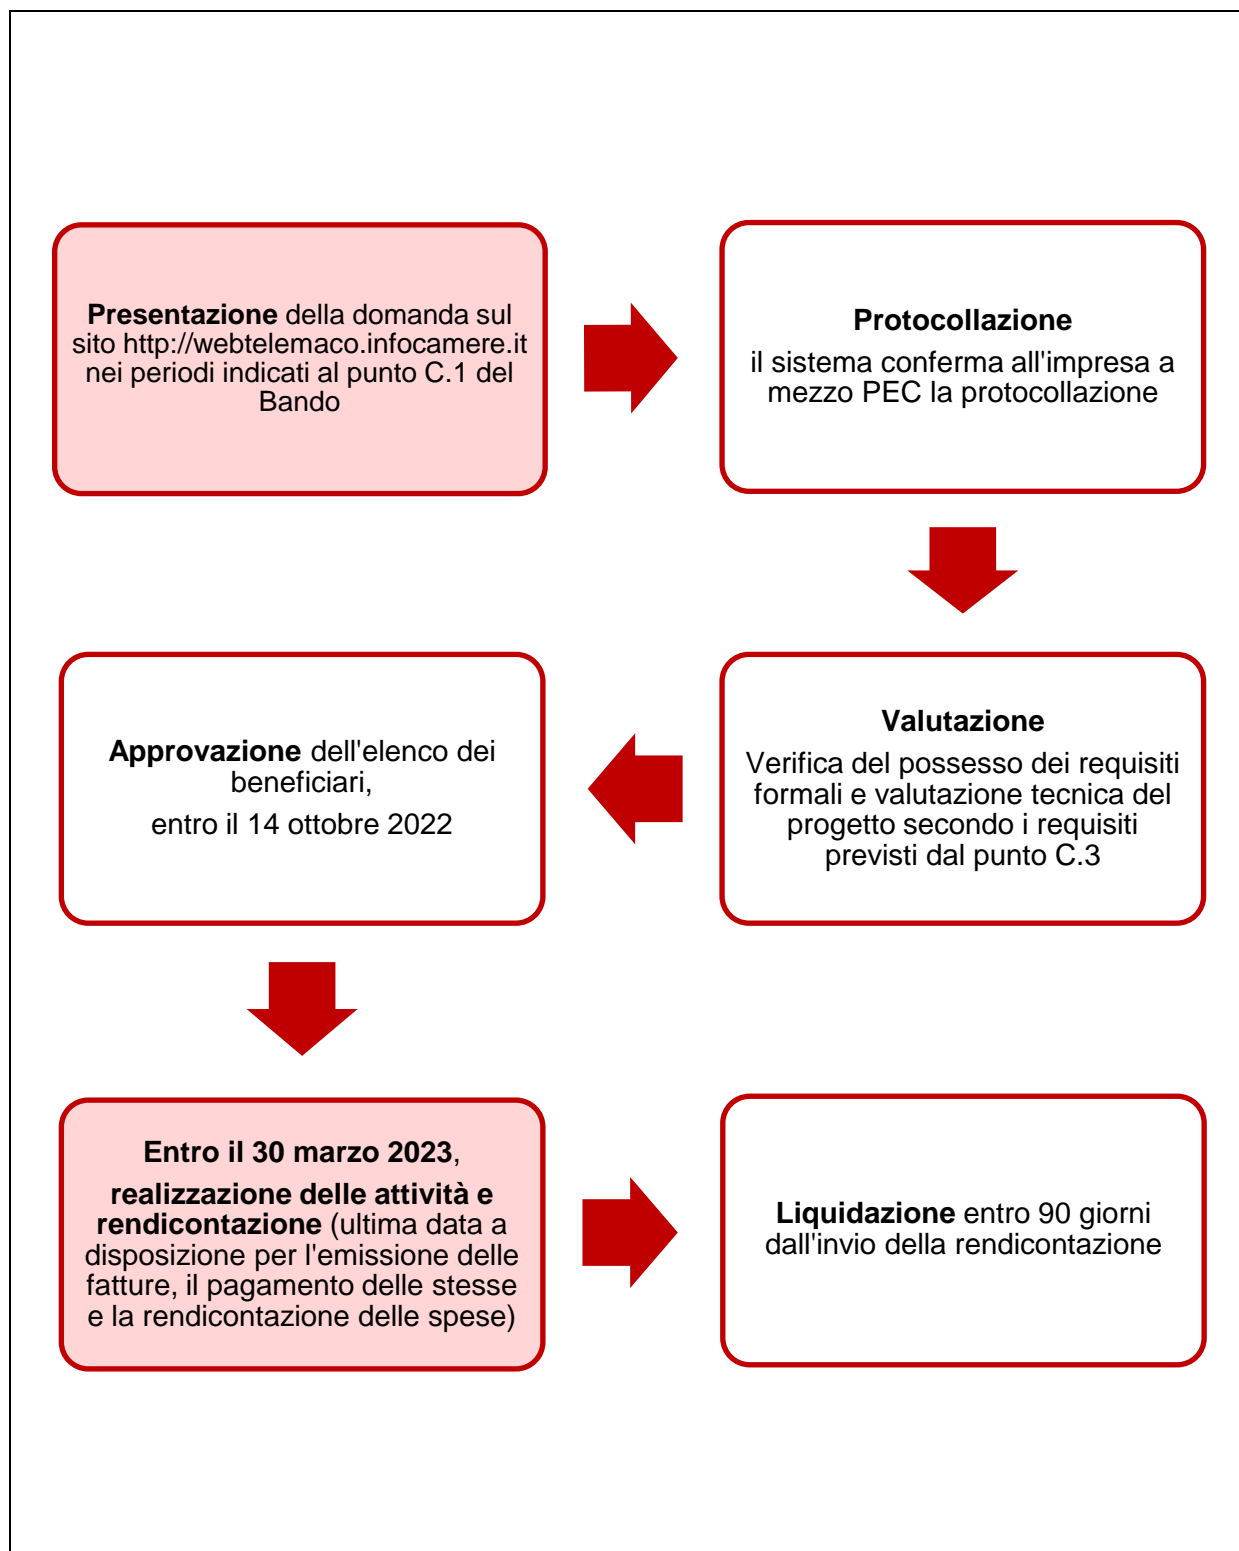 Presentazione della domanda sul
sito http://webtelemaco.infocamere.it
nei periodi indicati al punto C.1 del
Bando
Protocollazione
il sistema conferma all'impresa a
mezzo PEC la protocollazione
Valutazione
Verifica del possesso dei requisiti
formali e valutazione tecnica del
progetto secondo i requisiti
previsti dal punto C.3
Approvazione dell'elenco dei
beneficiari,
entro il 14 ottobre 2022
Entro il 30 marzo 2023,
realizzazione delle attività e
rendicontazione (ultima data a
disposizione per l'emissione delle
fatture, il pagamento delle stesse
e la rendicontazione delle spese)
Liquidazione entro 90 giorni
dall'invio della rendicontazione